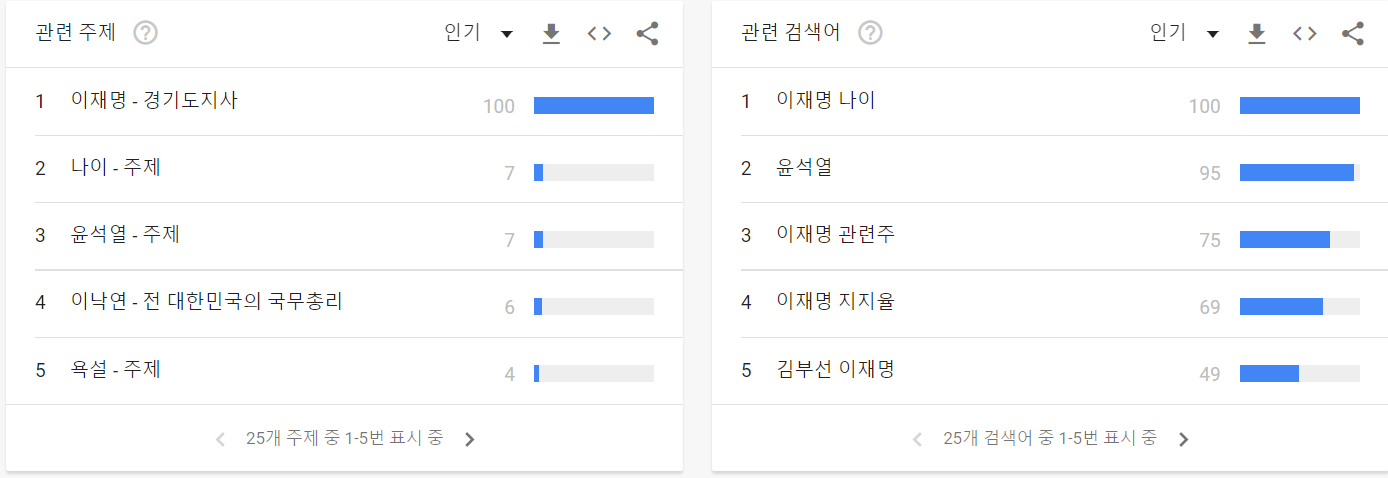 관련 주제
인기
1 이재명 - 경기도지사 100
2 나이 - 주제 7
3 윤석열 - 주제 7
4 이낙연 - 전 대한민국의 국무총리 6
5 욕설 - 주제 4
25개 주제 중 1-5번 표시 중
관련 검색어
인기
1 이재명 나이 100
2 윤석열 95
3 이재명 관련주 75
4 이재명 지지율 69
5 김부선 이재명 49
25개 검색어 중 1-5번 표시 중